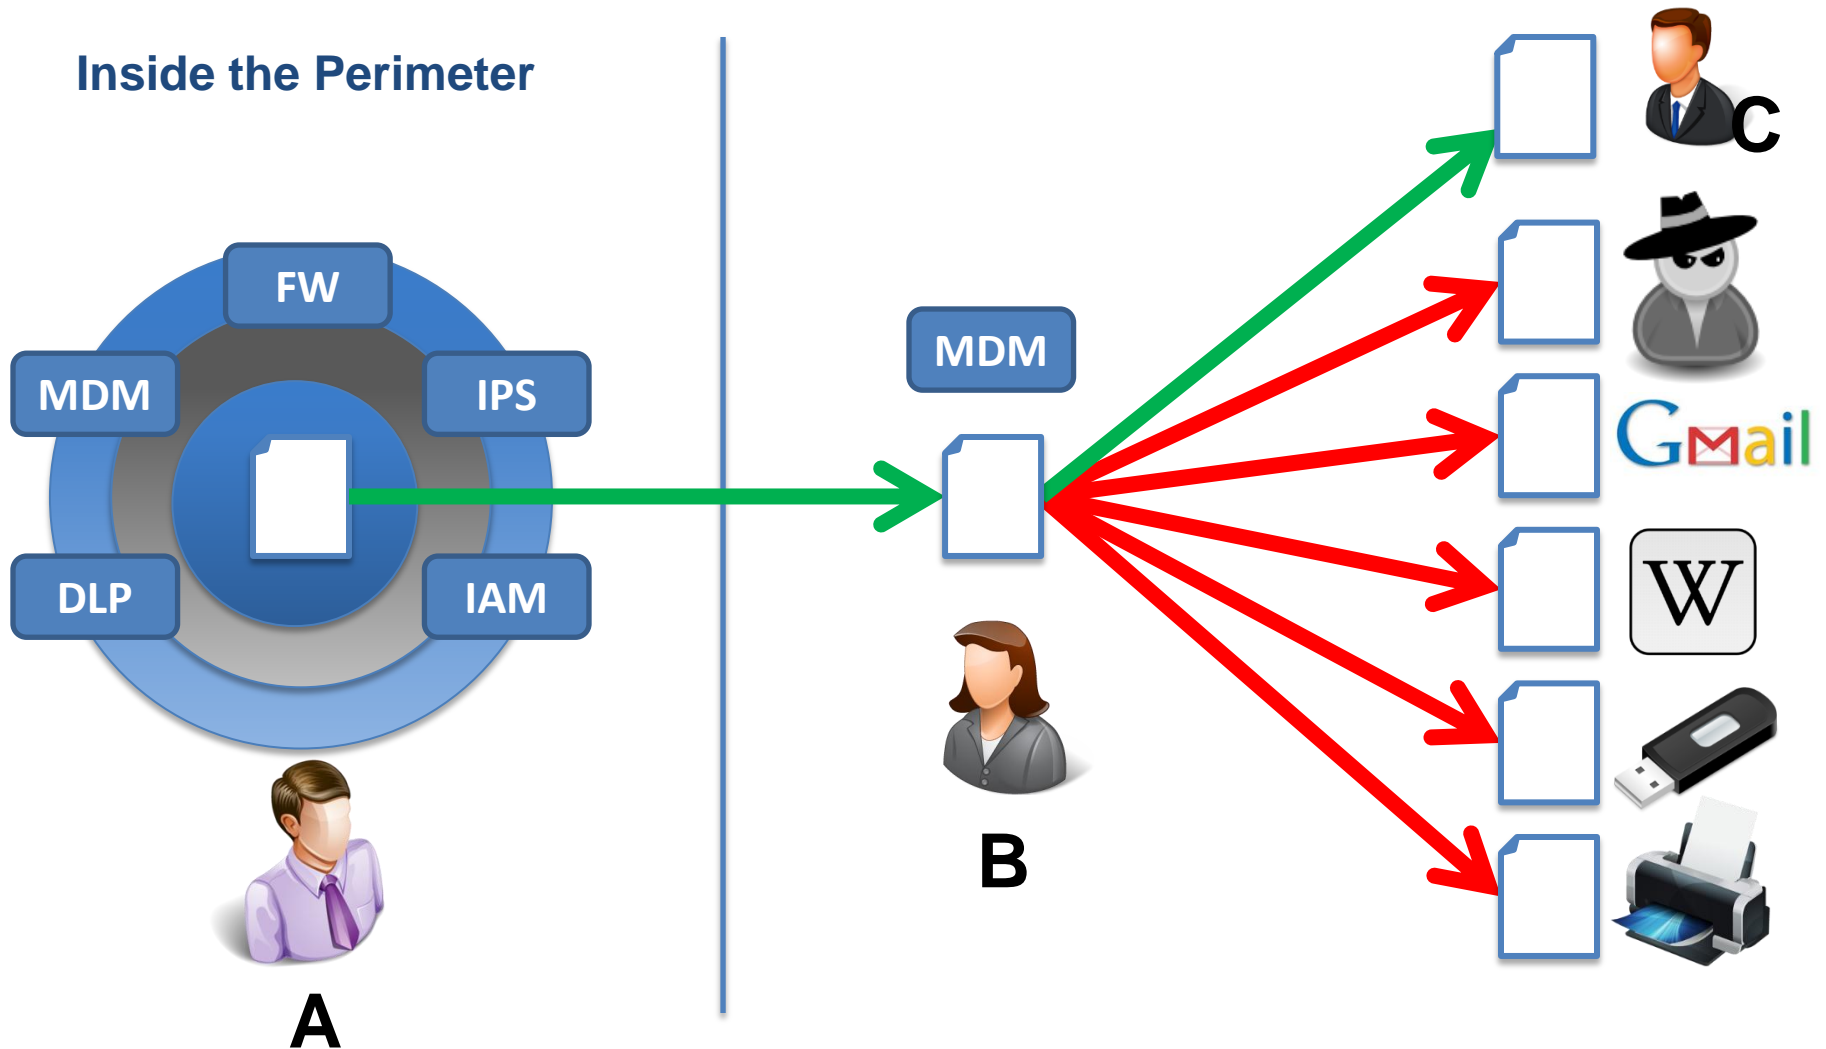 Inside the Perimeter
C
FW
MDM
IPS
MDM
Gmail
DLP
IAM
W
B
A